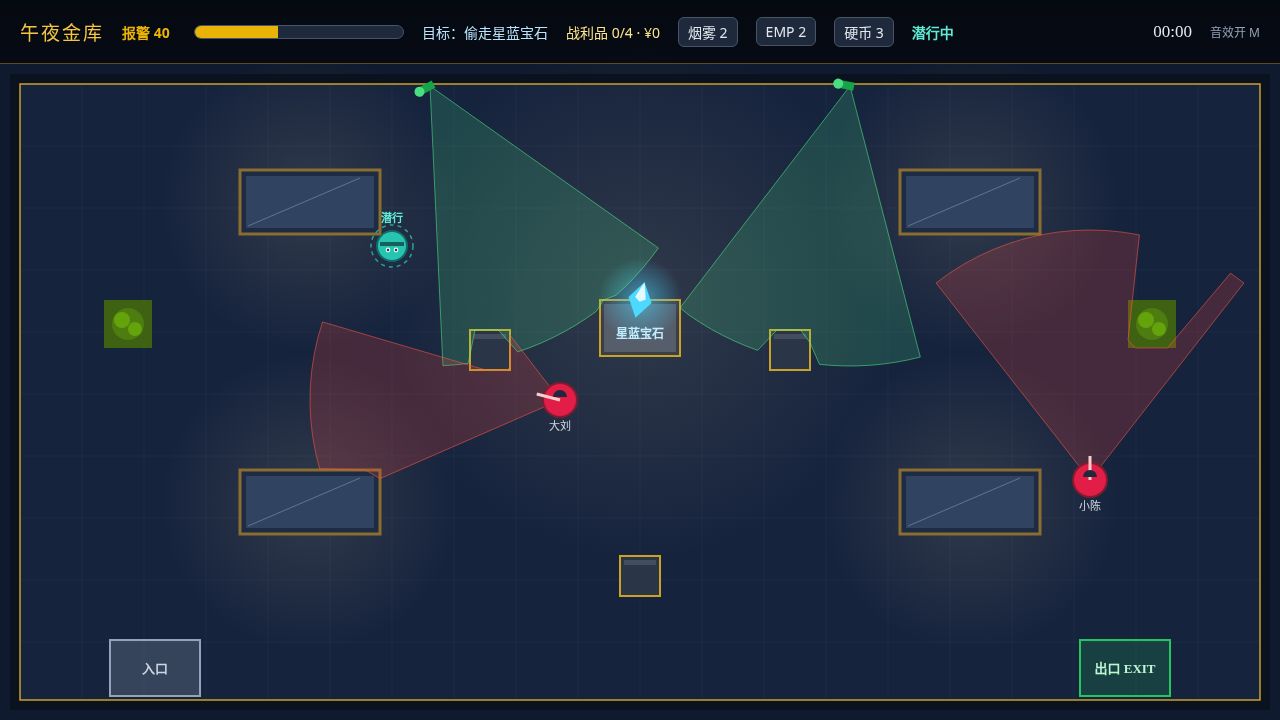 午夜金库 报警 40 目标：偷走星蓝宝石 战利品 0/4 · ¥0 烟雾 2 EMP 2 硬币 3 潜行中 00:00 音效开 M
潜行
星蓝宝石
大刘
小陈
入口
出口 EXIT